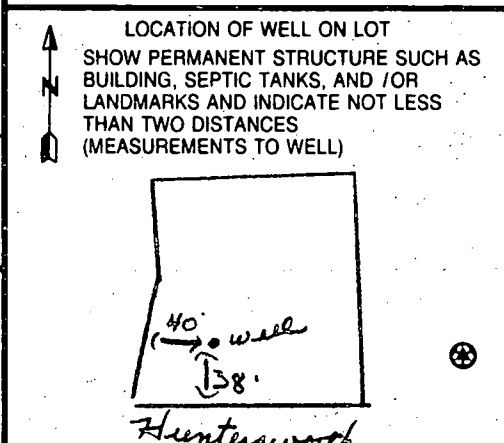 LOCATION OF WELL ON LOT
SHOW PERMANENT STRUCTURE SUCH AS
N
BUILDING, SEPTIC TANKS, AND /OR
LANDMARKS AND INDICATE NOT LESS
THAN TWO DISTANCES
(MEASUREMENTS TO WELL)
40'
well
38'